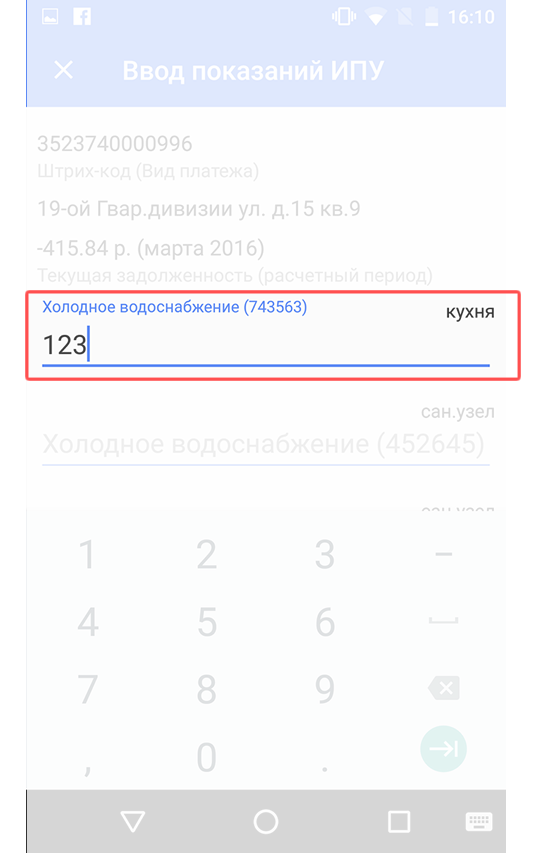 16:10
Ввод показаний ИПУ
3523740000996
Штрих-код (Вид платежа)
19-ой Гвар.дивизии ул. д.15 кв.9
-415.84 р. (марта 2016)
Текущая задолженность (расчетный период)
Холодное водоснабжение (743563)
кухня
123
сан.узел
Холодное водоснабжение (452645)
сан.узел
1 2 3 –
4 5 6
7 8 9
, 0 .